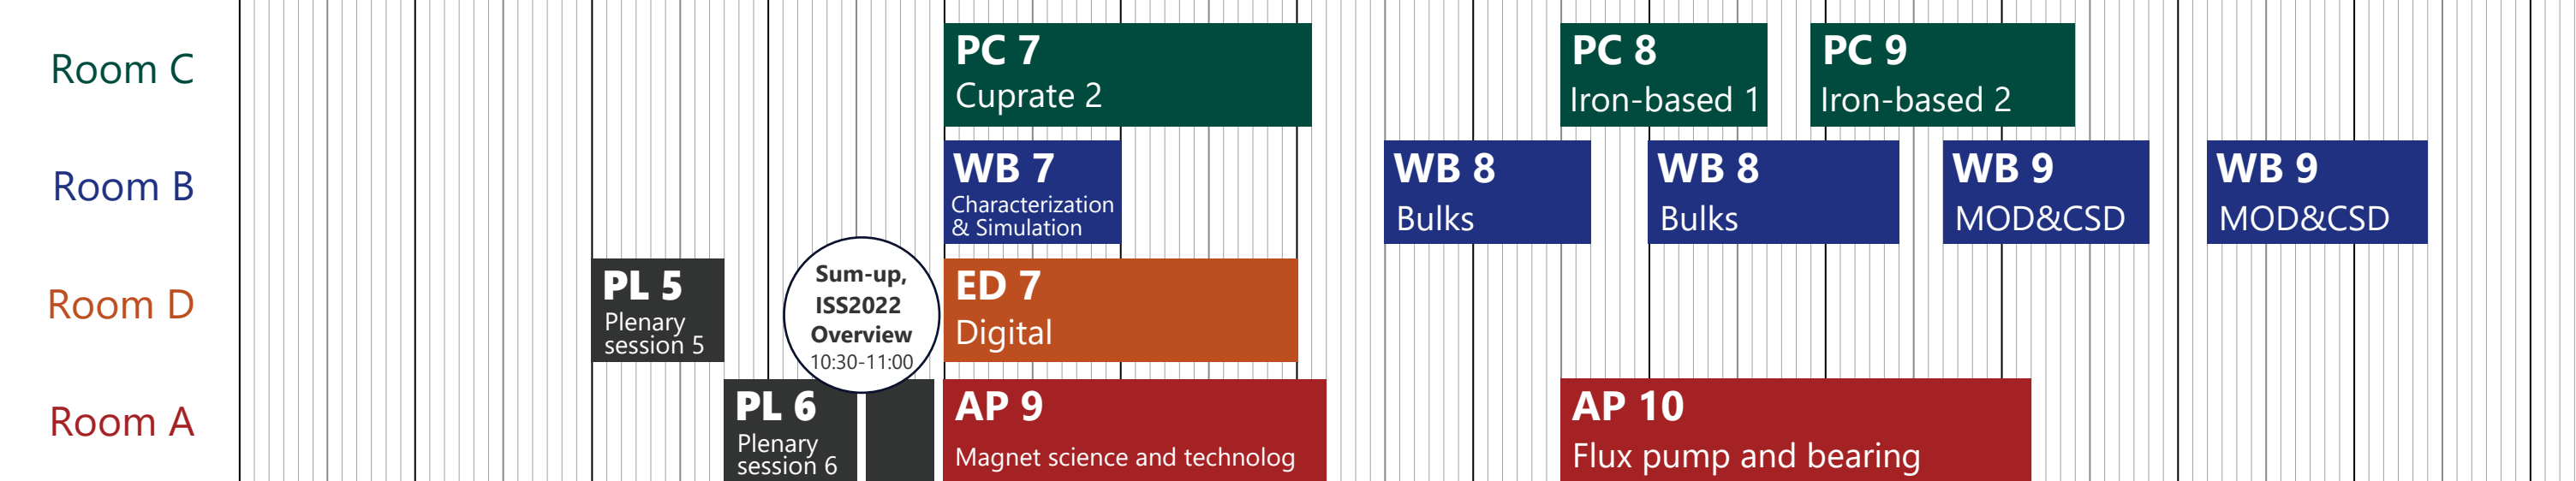 Room C
PC 7
Cuprate 2
PC 8
Iron-based 1
PC 9
Iron-based 2
Room B
WB 7
Characterization
& Simulation
WB 8
Bulks
WB 8
Bulks
WB 9
MOD&CSD
WB 9
MOD&CSD
Room D
PL 5
Plenary
session 5
Sum-up,
ISS2022
Overview
10:30-11:00
ED 7
Digital
Room A
PL 6
Plenary
session 6
AP 9
Magnet science and technolog
AP 10
Flux pump and bearing